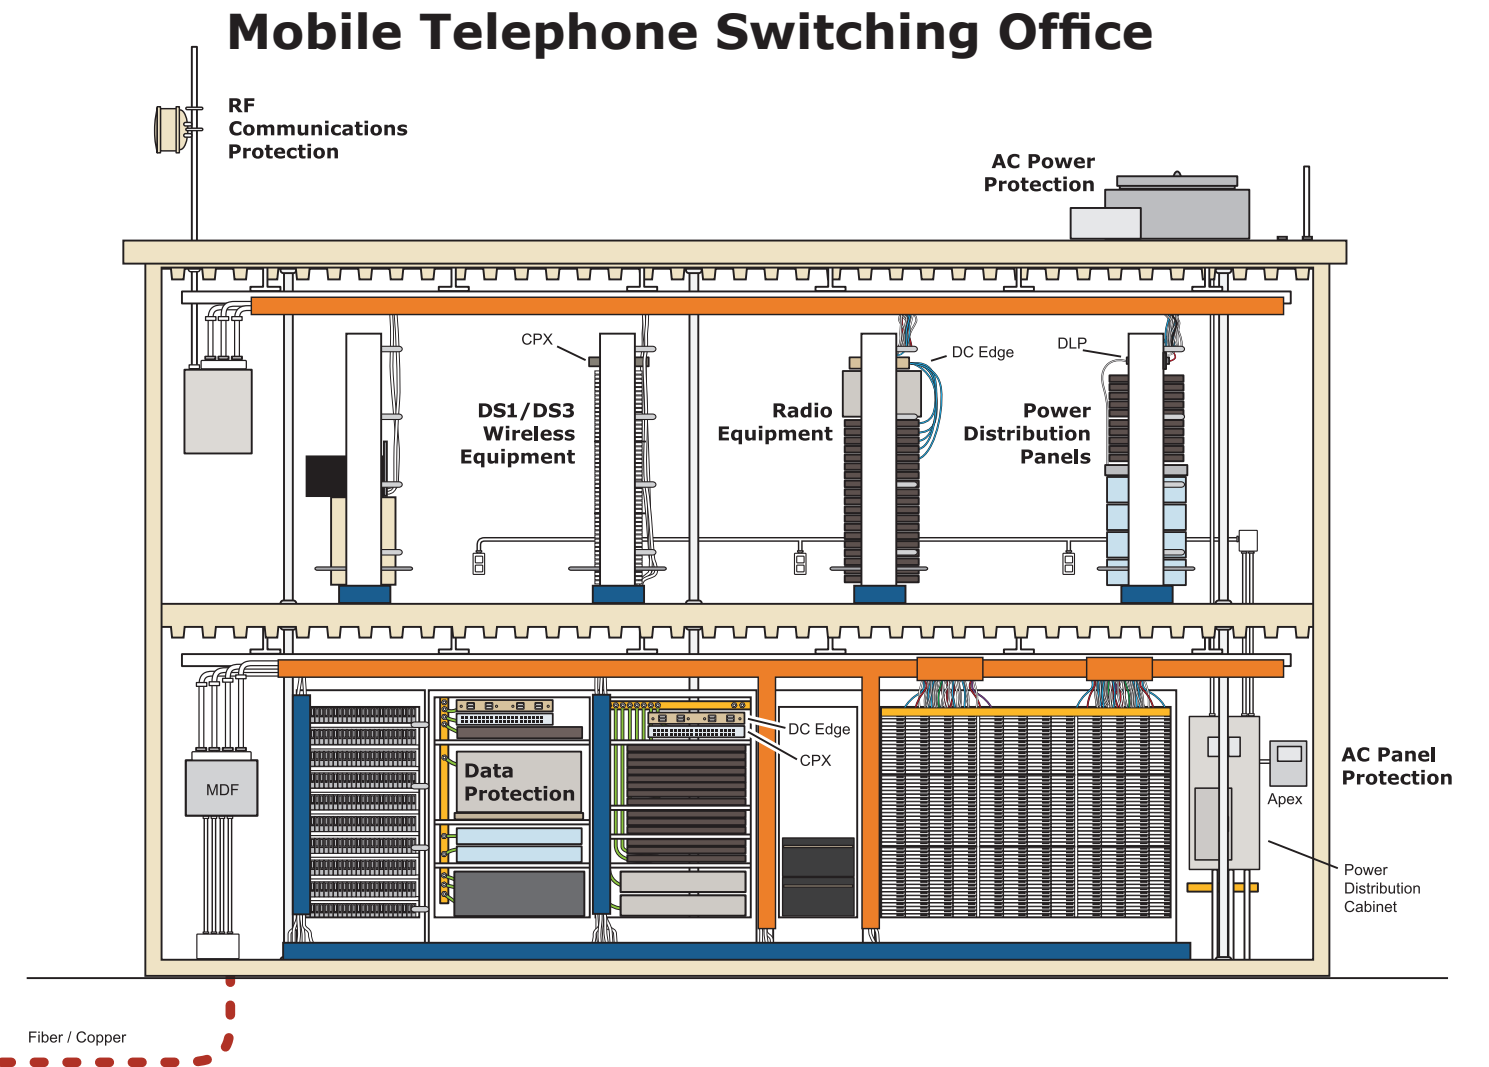 Mobile Telephone Switching Office
RF
Communications
Protection
AC Power
Protection
CPX
DC Edge
DLP
DS1/DS3
Wireless
Equipment
Radio
Equipment
Power
Distribution
Panels
DC Edge
CPX
Data
Protection
MDF
AC Panel
Protection
Apex
Power
Distribution
Cabinet
Fiber / Copper